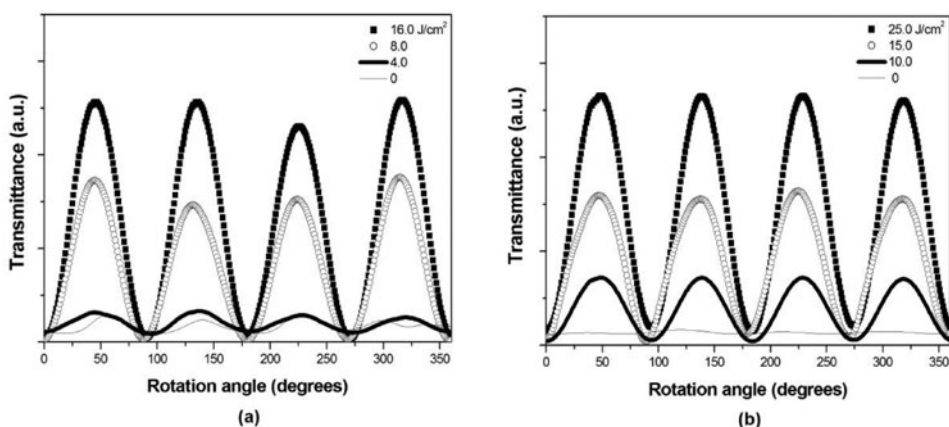 16.0 J/cm²
8.0
4.0
0
Transmittance (a.u.)
0 50 100 150 200 250 300 350
Rotation angle (degrees)
(a)
25.0 J/cm²
15.0
10.0
0
Transmittance (a.u.)
0 50 100 150 200 250 300 350
Rotation angle (degrees)
(b)